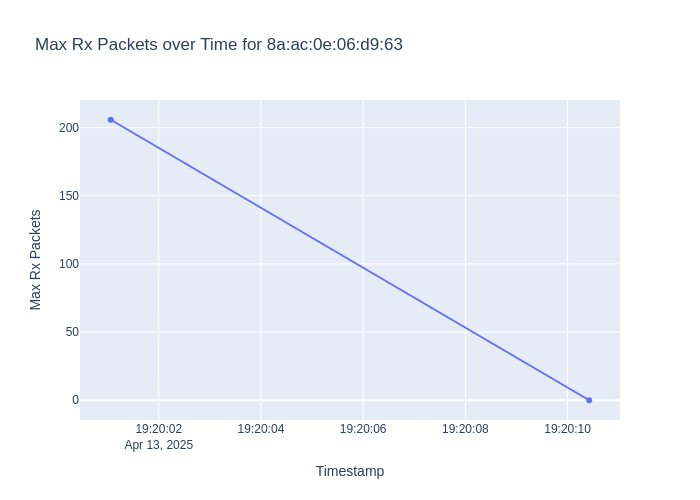 Max Rx Packets over Time for 8a:ac:0e:06:d9:63
Max Rx Packets
200
150
100
50
0
19:20:02 19:20:04 19:20:06 19:20:08 19:20:10
Apr 13, 2025
Timestamp